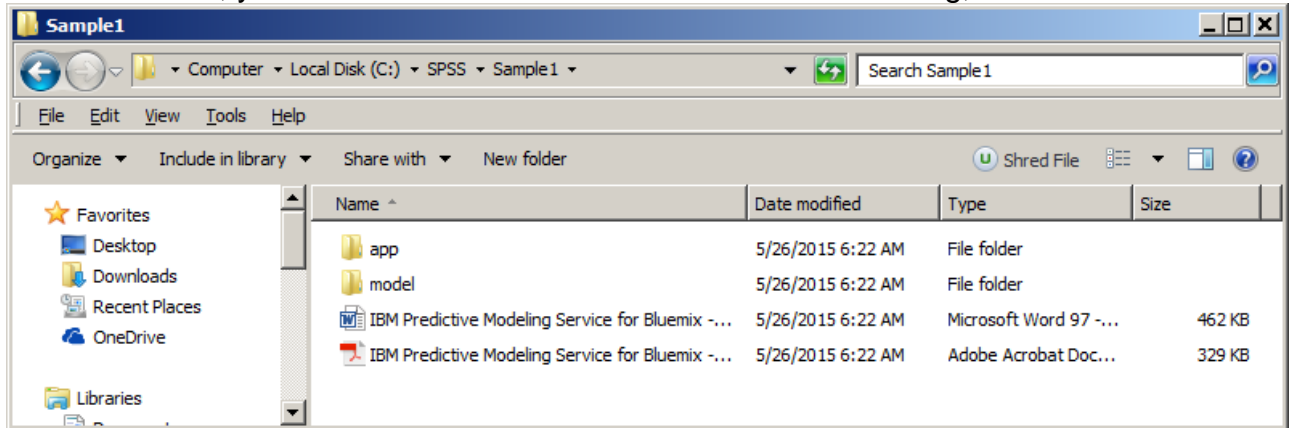 Sample1
Computer Local Disk (C:) SPSS Sample1 Search Sample1
File Edit View Tools Help
Organize Include in library Share with New folder Shred File
Favorites
Desktop
Downloads
Recent Places
OneDrive
Libraries
Name Date modified Type Size
app 5/26/2015 6:22 AM File folder
model 5/26/2015 6:22 AM File folder
IBM Predictive Modeling Service for Bluemix -... 5/26/2015 6:22 AM Microsoft Word 97 -... 462 KB
IBM Predictive Modeling Service for Bluemix -... 5/26/2015 6:22 AM Adobe Acrobat Doc... 329 KB